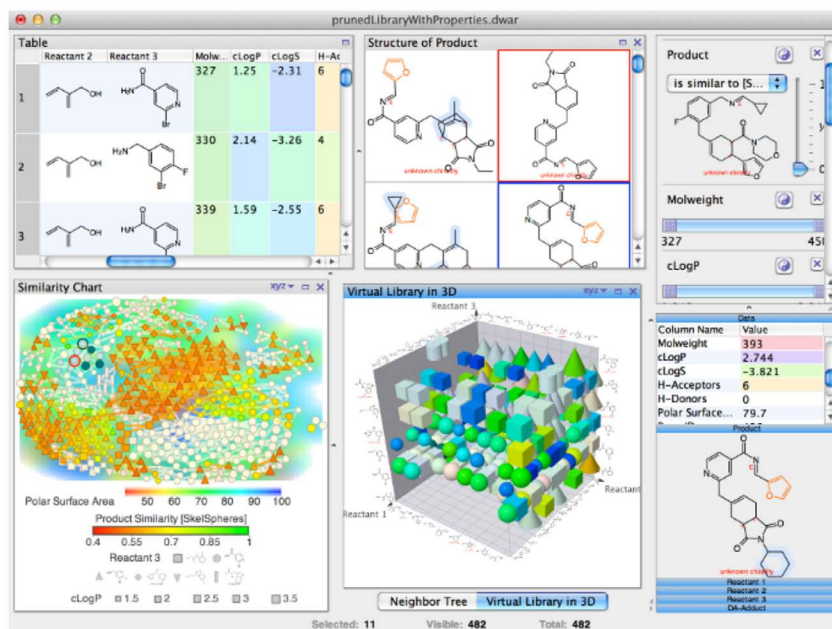 prunedLibraryWithProperties.dwar
Table
Reactant 2 Reactant 3 Molw... cLogP cLogS H-Ac
1 327 1.25 -2.31 6
2 330 2.14 -3.26 4
3 339 1.59 -2.55 6
Structure of Product
unknown chirality
unknown chirality
Product
is similar to [S...
unknown chirality
Molweight
327 450
cLogP
Similarity Chart xyz
Polar Surface Area 50 60 70 80 90 100
Product Similarity [SkelSpheres]
0.4 0.55 0.7 0.85 1
Reactant 3
cLogP 1.5 2 2.5 3 3.5
Virtual Library in 3D xyz
Reactant 3
Reactant 1
Reactant
Neighbor Tree Virtual Library in 3D
Data
Column Name Value
Molweight 393
cLogP 2.744
cLogS -3.821
H-Acceptors 6
H-Donors 0
Polar Surface... 79.7
Product
unknown chirality
Reactant 1
Reactant 2
Reactant 3
DA-Adduct
Selected: 11 Visible: 482 Total: 482